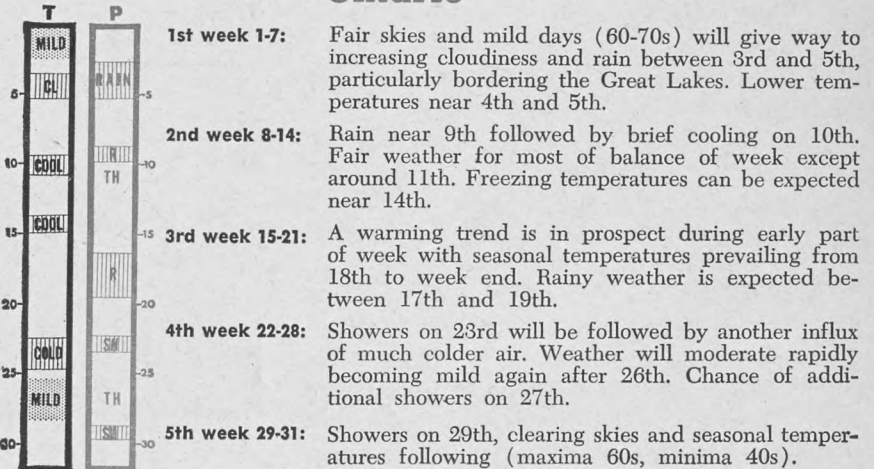 T P
MILD
CL
RAIN
5-
-5
R
10-
COOL
-10
TH
COOL
15-
-15
R
20-
-20
COLD
SH
25-
-25
MILD
TH
SH
30-
-30
1st week 1-7: Fair skies and mild days (60-70s) will give way to
increasing cloudiness and rain between 3rd and 5th,
particularly bordering the Great Lakes. Lower tem-
peratures near 4th and 5th.
2nd week 8-14: Rain near 9th followed by brief cooling on 10th.
Fair weather for most of balance of week except
around 11th. Freezing temperatures can be expected
near 14th.
3rd week 15-21: A warming trend is in prospect during early part
of week with seasonal temperatures prevailing from
18th to week end. Rainy weather is expected be-
tween 17th and 19th.
4th week 22-28: Showers on 23rd will be followed by another influx
of much colder air. Weather will moderate rapidly
becoming mild again after 26th. Chance of addi-
tional showers on 27th.
5th week 29-31: Showers on 29th, clearing skies and seasonal temper-
atures following (maxima 60s, minima 40s).